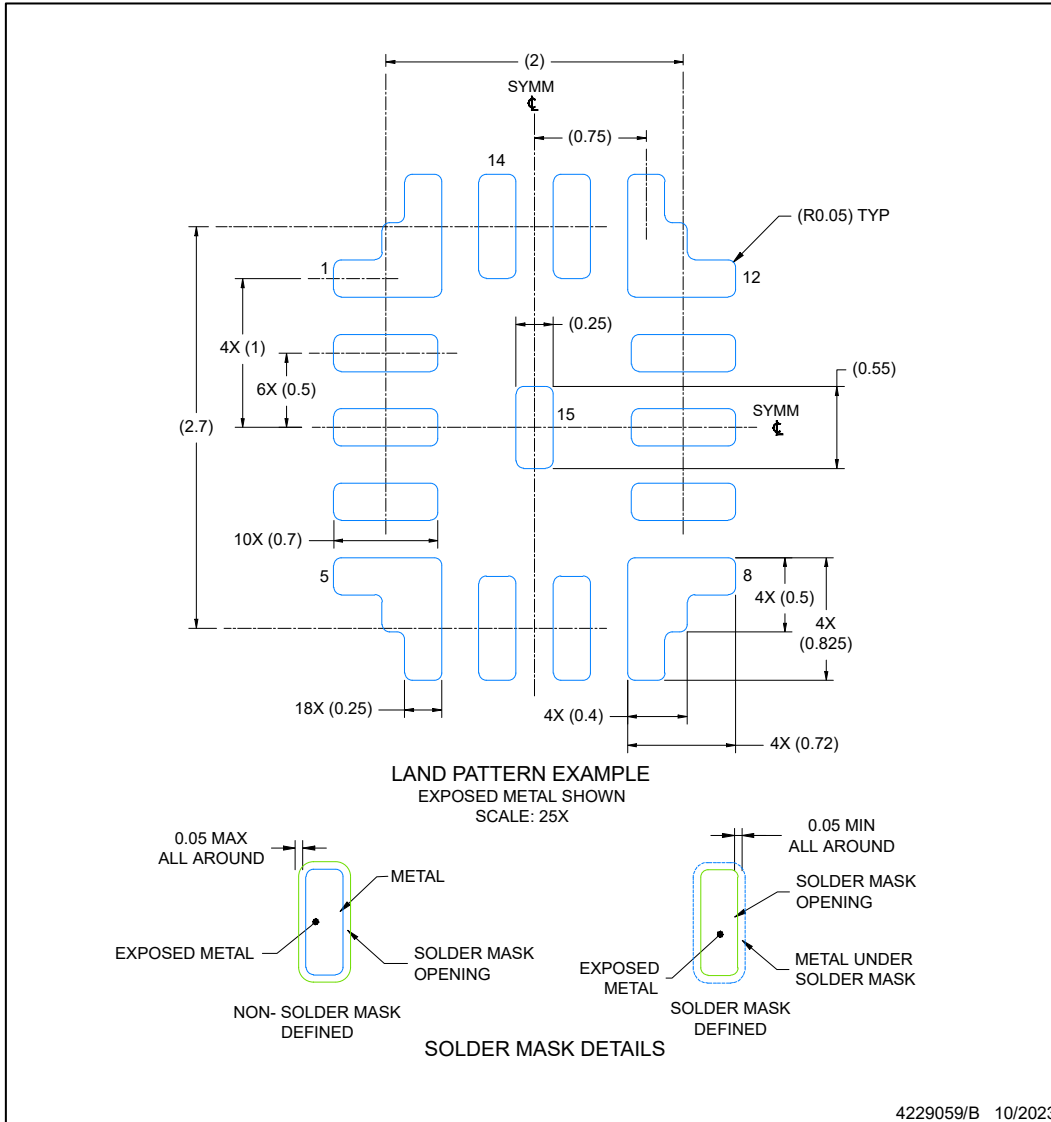 (2)
SYMM
℄
(0.75)
14
(R0.05) TYP
1
12
(0.25)
4X (1)
(0.55)
6X (0.5)
15
SYMM
℄
(2.7)
10X (0.7)
5
8
4X (0.5)
4X
(0.825)
18X (0.25)
4X (0.4)
4X (0.72)
LAND PATTERN EXAMPLE
EXPOSED METAL SHOWN
SCALE: 25X
0.05 MAX
ALL AROUND
METAL
EXPOSED METAL
SOLDER MASK
OPENING
NON- SOLDER MASK
DEFINED
0.05 MIN
ALL AROUND
SOLDER MASK
OPENING
EXPOSED
METAL
METAL UNDER
SOLDER MASK
SOLDER MASK
DEFINED
SOLDER MASK DETAILS
4229059/B 10/2023